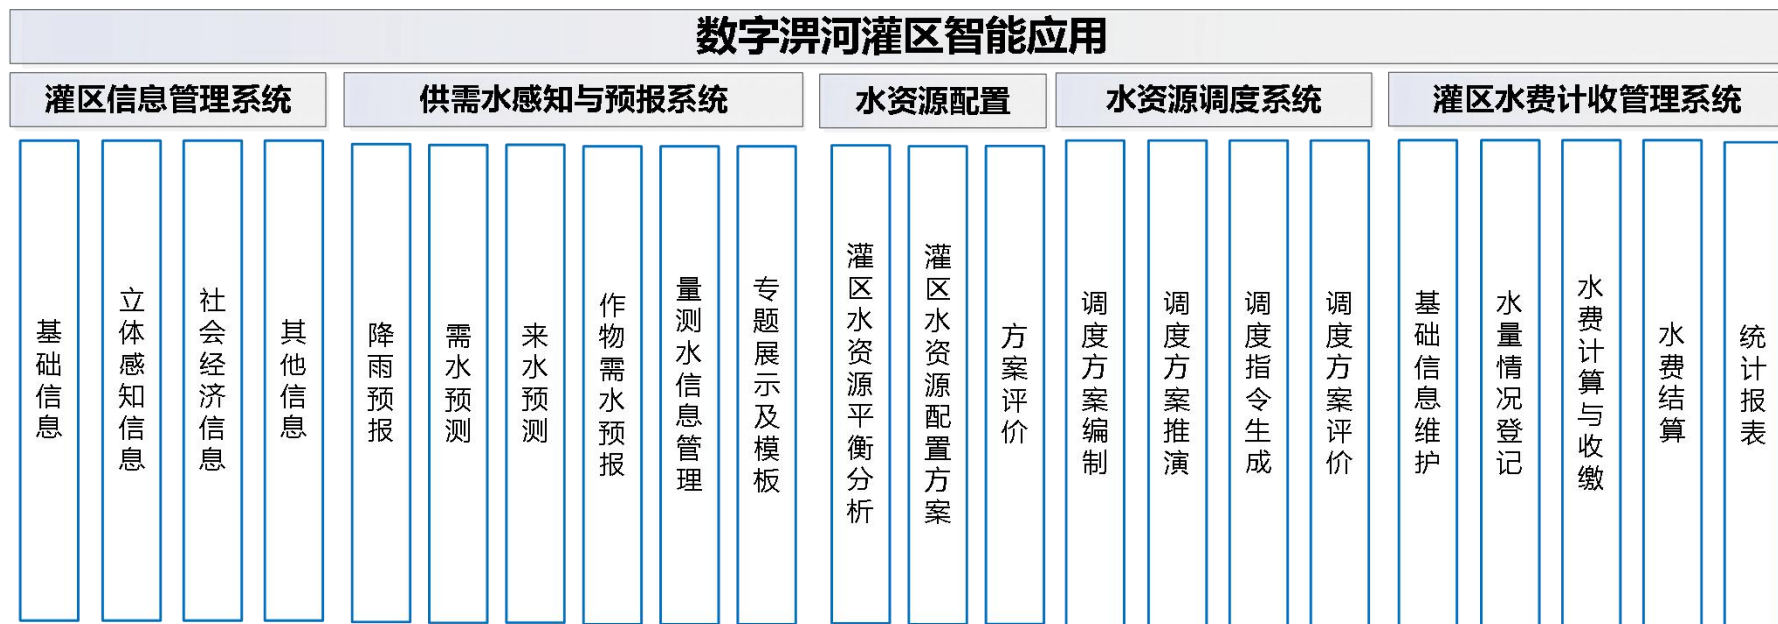 数字淠河灌区智能应用
灌区信息管理系统
供需水感知与预报系统
水资源配置
水资源调度系统
灌区水费计收管理系统
基础信息
立体感知信息
社会经济信息
其他信息
降雨预报
需水预测
来水预测
作物需水预报
量测水信息管理
专题展示及模板
灌区水资源平衡分析
灌区水资源配置方案
方案评价
调度方案编制
调度方案推演
调度指令生成
调度方案评价
基础信息维护
水量情况登记
水费计算与收缴
水费结算
统计报表